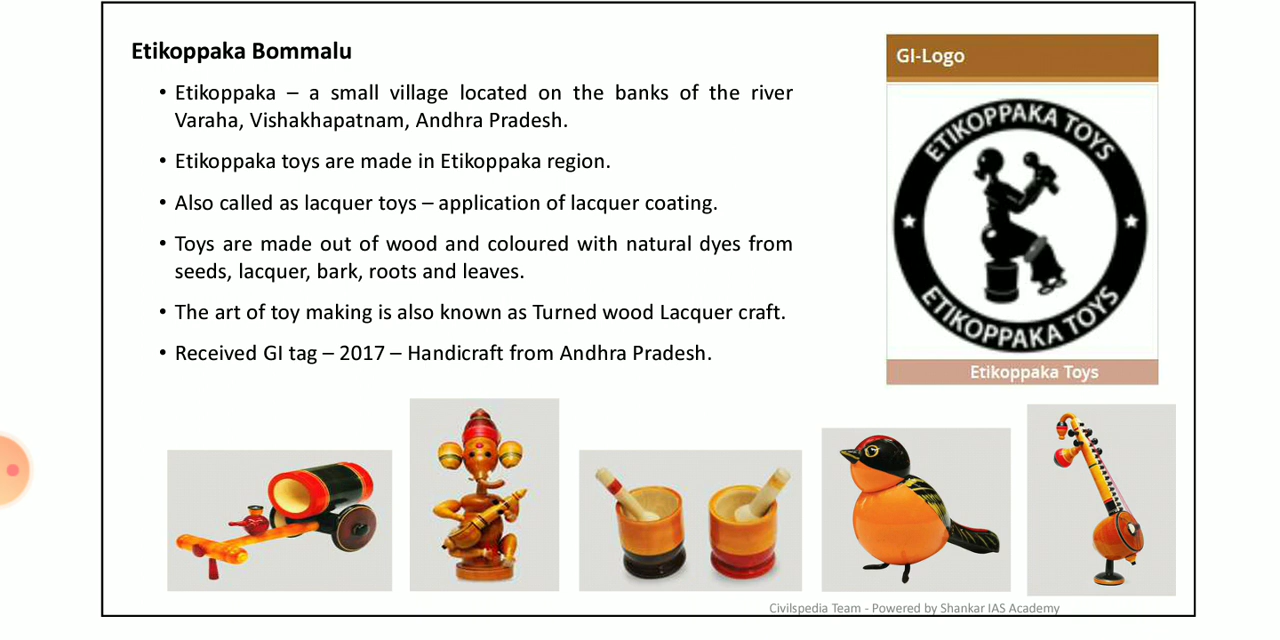 Etikoppaka Bommalu
• Etikoppaka – a small village located on the banks of the river
Varaha, Vishakhapatnam, Andhra Pradesh.
• Etikoppaka toys are made in Etikoppaka region.
• Also called as lacquer toys – application of lacquer coating.
• Toys are made out of wood and coloured with natural dyes from
seeds, lacquer, bark, roots and leaves.
• The art of toy making is also known as Turned wood Lacquer craft.
• Received GI tag – 2017 – Handicraft from Andhra Pradesh.
GI-Logo
ETIKOPPAKA TOYS
ETIKOPPAKA TOYS
Etikoppaka Toys
Civilspedia Team - Powered by Shankar IAS Academy